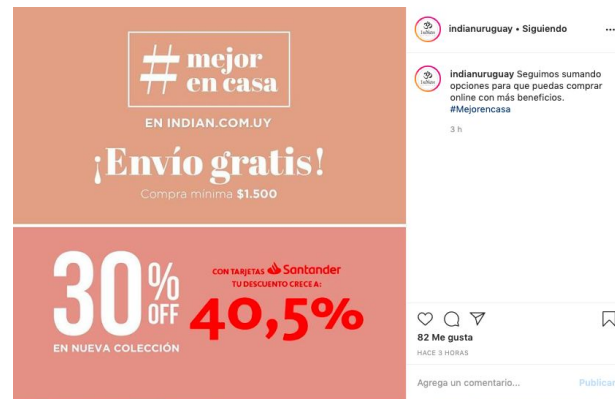 # mejor
en casa
EN INDIAN.COM.UY
¡Envío gratis!
Compra mínima $1.500
30% OFF
EN NUEVA COLECCIÓN
CON TARJETAS Santander
TU DESCUENTO CRECE A:
40,5%
indianuruguay • Siguiendo
indianuruguay Seguimos sumando
opciones para que puedas comprar
online con más beneficios.
#Mejorencasa
3 h
82 Me gusta
HACE 3 HORAS
Agrega un comentario...
Publicar